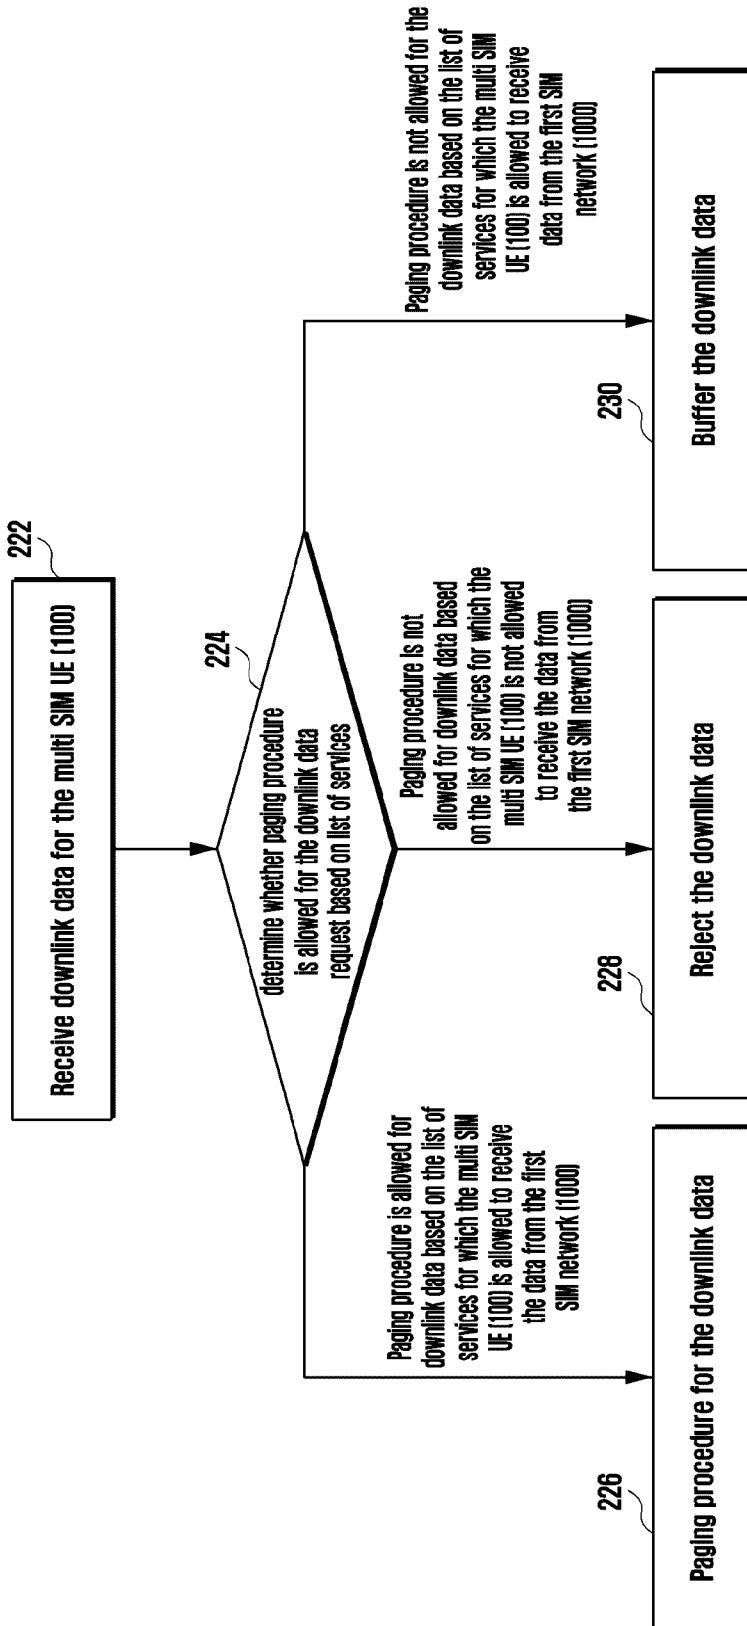 222
Receive downlink data for the multi SIM UE (100)
224
determine whether paging procedure
is allowed for the downlink data
request based on list of services
Paging procedure is allowed for
downlink data based on the list of
services for which the multi SIM
UE (100) is allowed to receive
the data from the first
SIM network (1000)
Paging procedure is not
allowed for downlink data based
on the list of services for which the
multi SIM UE (100) is not allowed
to receive the data from
the first SIM network (1000)
Paging procedure is not allowed for the
downlink data based on the list of
services for which the multi SIM
UE (100) is allowed to receive
data from the first SIM
network (1000)
226
Paging procedure for the downlink data
228
Reject the downlink data
230
Buffer the downlink data